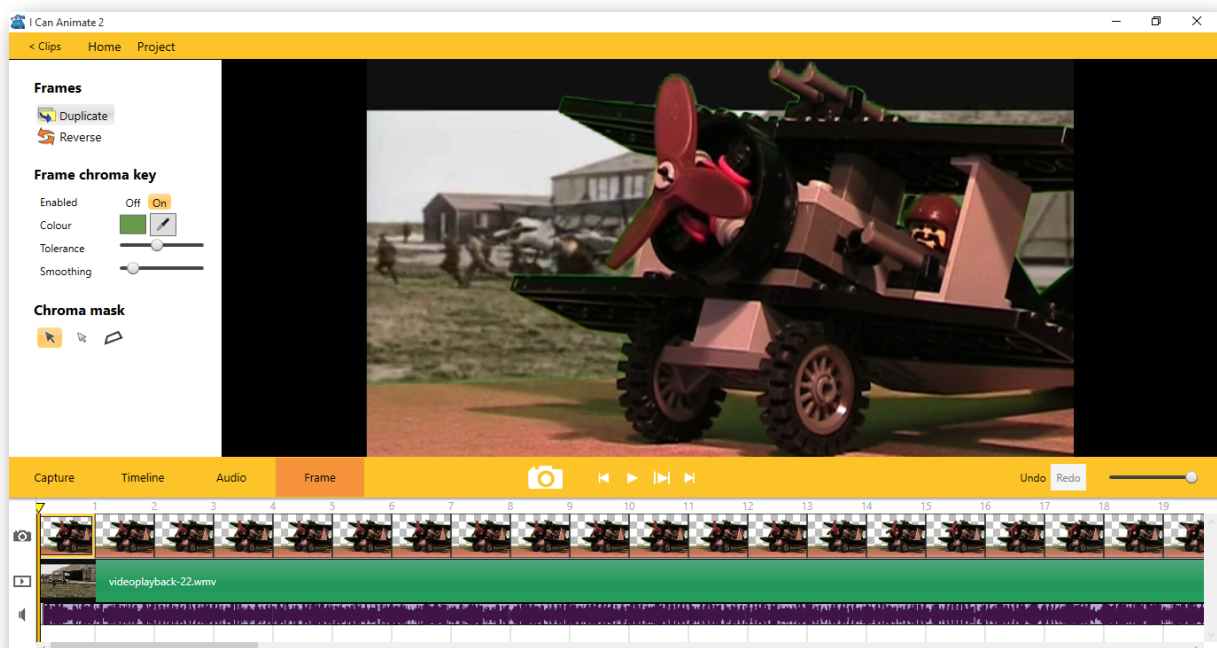 I Can Animate 2
< Clips Home Project
Frames
Duplicate
Reverse
Frame chroma key
Enabled Off On
Colour
Tolerance
Smoothing
Chroma mask
Capture Timeline Audio Frame Undo Redo
1 2 3 4 5 6 7 8 9 10 11 12 13 14 15 16 17 18 19
videoplayback-22.wmv